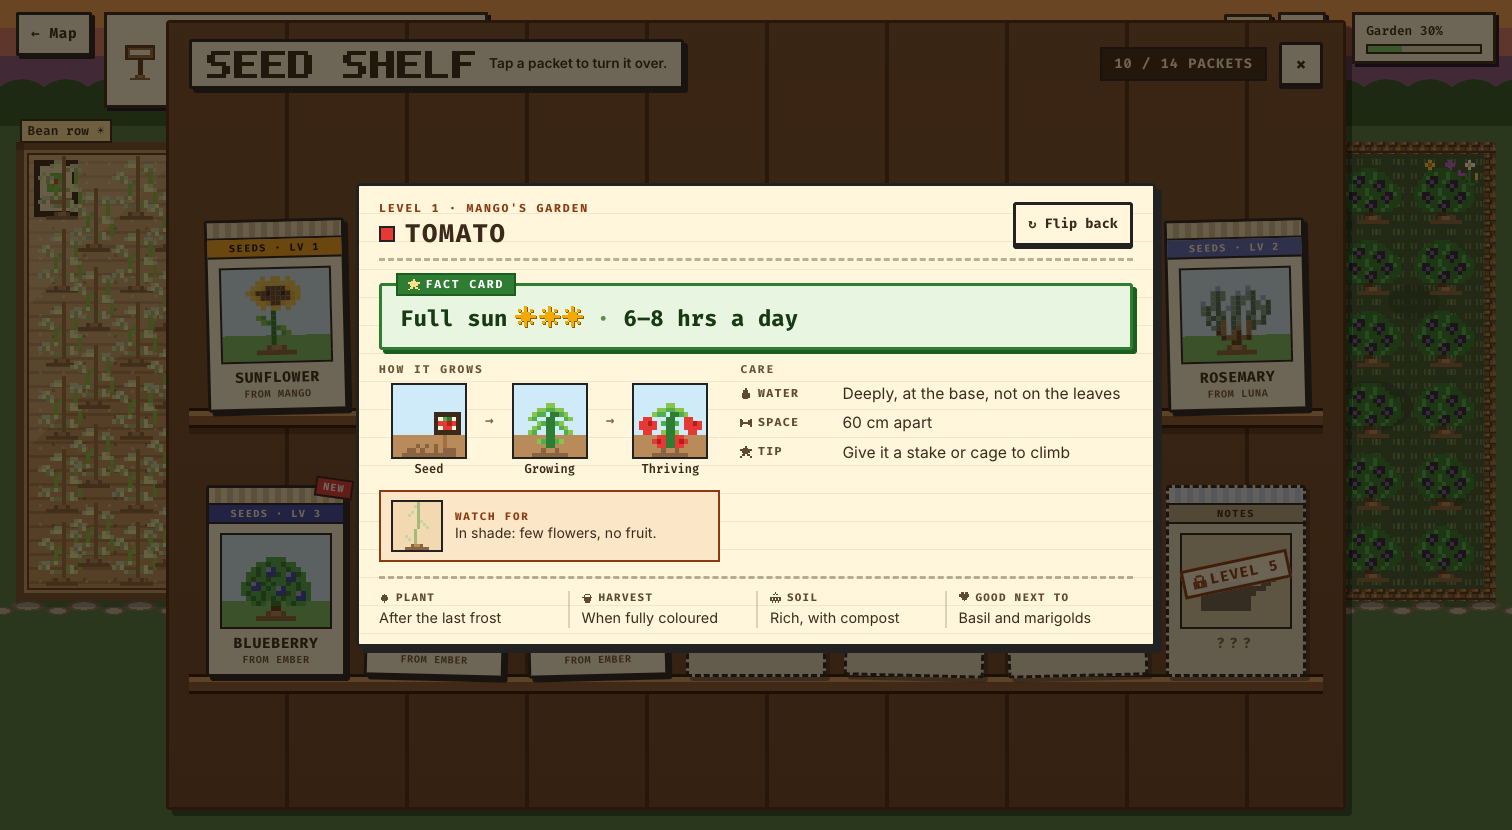 ← Map
Garden 30%
SEED SHELF
Tap a packet to turn it over.
10 / 14 PACKETS
×
Bean row ☀
SEEDS · LV 1
SUNFLOWER
FROM MANGO
SEEDS · LV 2
ROSEMARY
FROM LUNA
LEVEL 1 · MANGO'S GARDEN
TOMATO
↻ Flip back
FACT CARD
Full sun · 6–8 hrs a day
HOW IT GROWS
→ →
Seed Growing Thriving
CARE
WATER Deeply, at the base, not on the leaves
SPACE 60 cm apart
TIP Give it a stake or cage to climb
WATCH FOR
In shade: few flowers, no fruit.
PLANT
After the last frost
HARVEST
When fully coloured
SOIL
Rich, with compost
GOOD NEXT TO
Basil and marigolds
NEW
SEEDS · LV 3
BLUEBERRY
FROM EMBER
FROM EMBER
FROM EMBER
NOTES
LEVEL 5
???